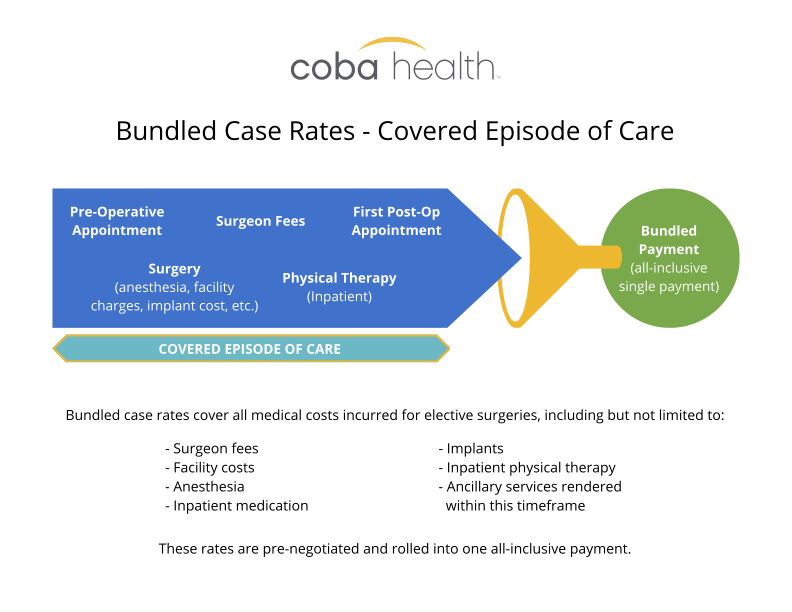 coba health
Bundled Case Rates - Covered Episode of Care
Pre-Operative
Appointment
Surgeon Fees
First Post-Op
Appointment
Surgery
(anesthesia, facility
charges, implant cost, etc.)
Physical Therapy
(Inpatient)
Bundled
Payment
(all-inclusive
single payment)
COVERED EPISODE OF CARE
Bundled case rates cover all medical costs incurred for elective surgeries, including but not limited to:
- Surgeon fees
- Facility costs
- Anesthesia
- Inpatient medication
- Implants
- Inpatient physical therapy
- Ancillary services rendered
within this timeframe
These rates are pre-negotiated and rolled into one all-inclusive payment.